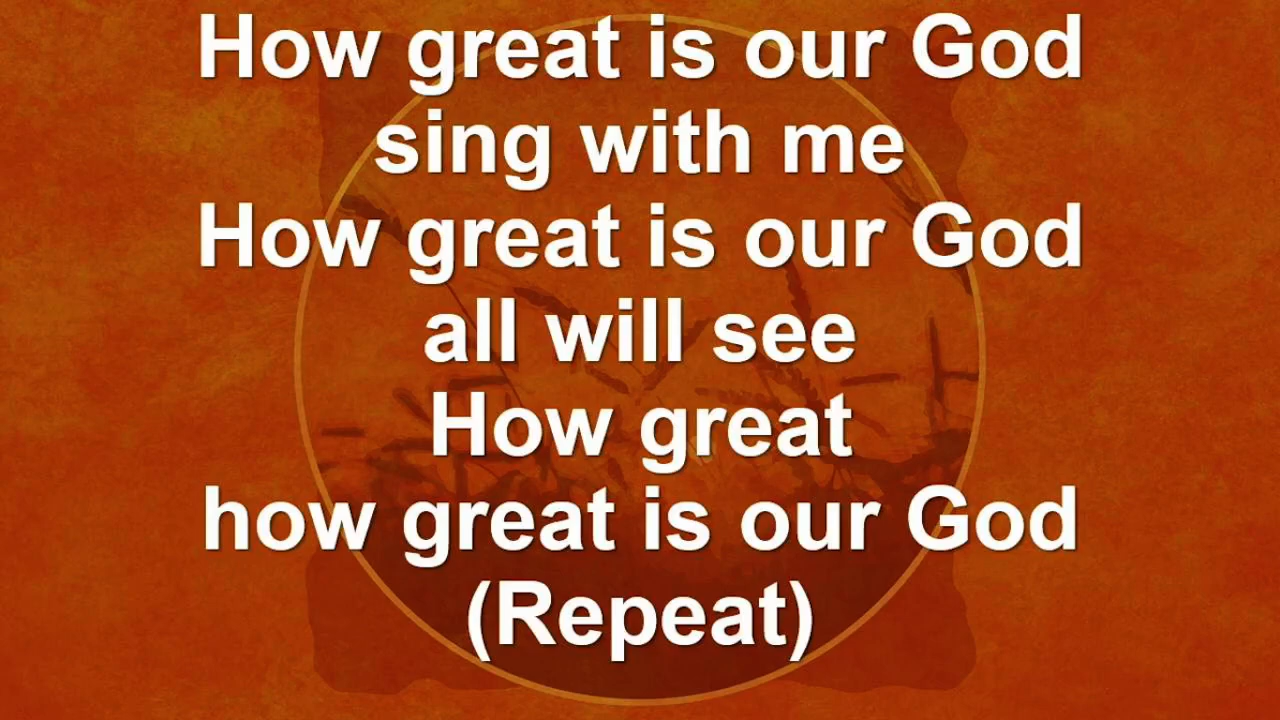 How great is our God
sing with me
How great is our God
all will see
How great
how great is our God
(Repeat)